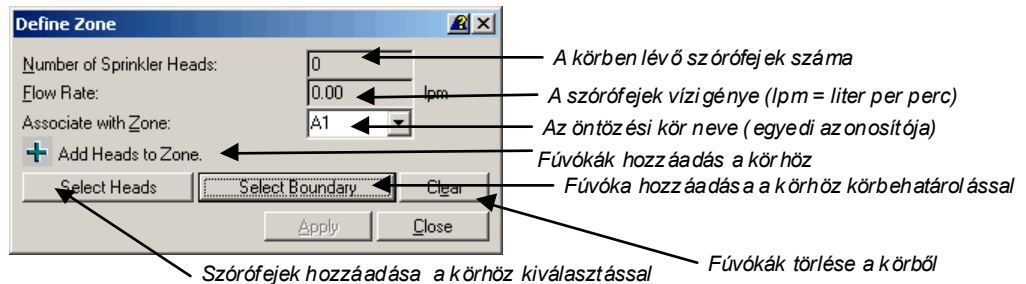 Define Zone
Number of Sprinkler Heads: 0
A körben lévő szórófejek száma
Flow Rate: 0.00 lpm
A szórófejek vízigénye (lpm = liter per perc)
Associate with Zone: A1
Az öntözési kör neve (egyedi azonosítója)
Add Heads to Zone.
Fúvókák hozzáadás a körhöz
Select Heads Select Boundary Clear
Fúvóka hozzáadása a körhöz körbehatárolással
Apply Close
Fúvókák törlése a körből
Szórófejek hozzáadása a körhöz kiválasztással